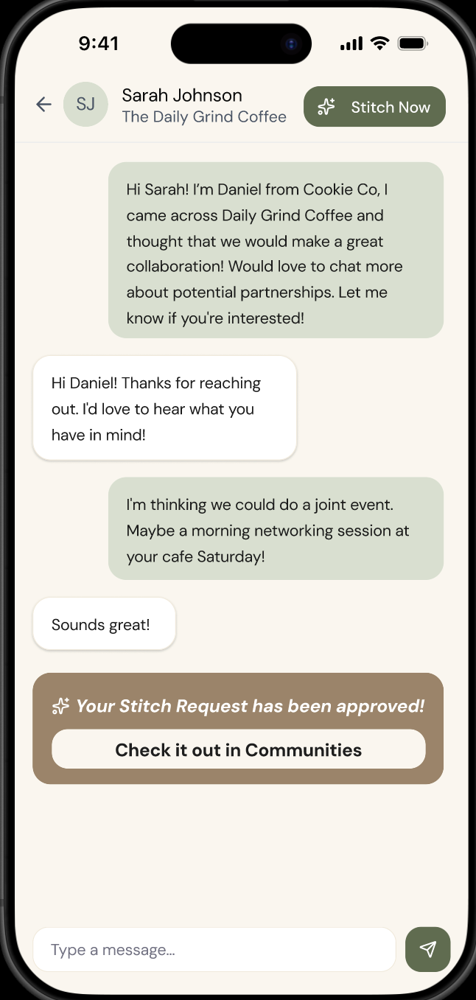 9:41
SJ
Sarah Johnson
The Daily Grind Coffee
Stitch Now
Hi Sarah! I’m Daniel from Cookie Co, I
came across Daily Grind Coffee and
thought that we would make a great
collaboration! Would love to chat more
about potential partnerships. Let me
know if you're interested!
Hi Daniel! Thanks for reaching
out. I'd love to hear what you
have in mind!
I'm thinking we could do a joint event.
Maybe a morning networking session at
your cafe Saturday!
Sounds great!
Your Stitch Request has been approved!
Check it out in Communities
Type a message...